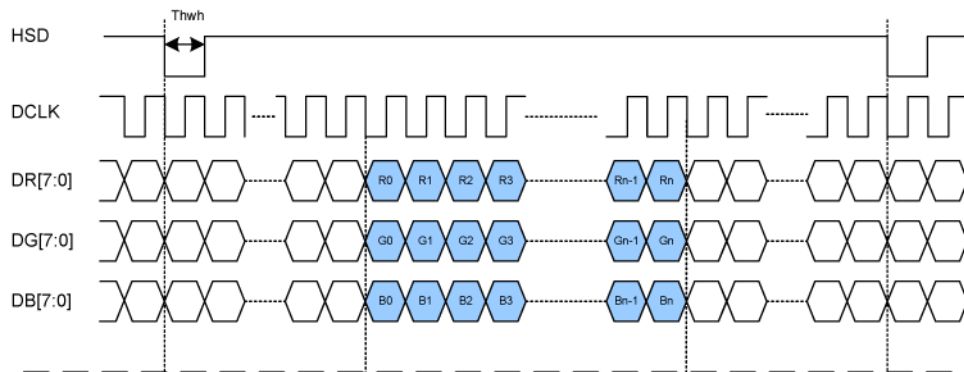 Thwh
HSD
DCLK
DR[7:0] R0 R1 R2 R3 Rn-1 Rn
DG[7:0] G0 G1 G2 G3 Gn-1 Gn
DB[7:0] B0 B1 B2 B3 Bn-1 Bn